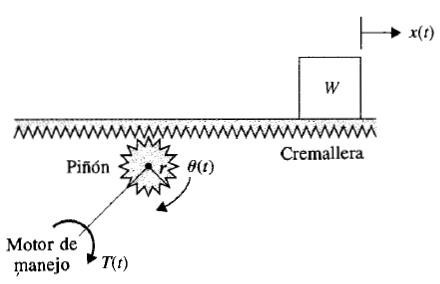 x(t)
W
Cremallera
Piñón
r
θ(t)
Motor de
manejo
T(t)